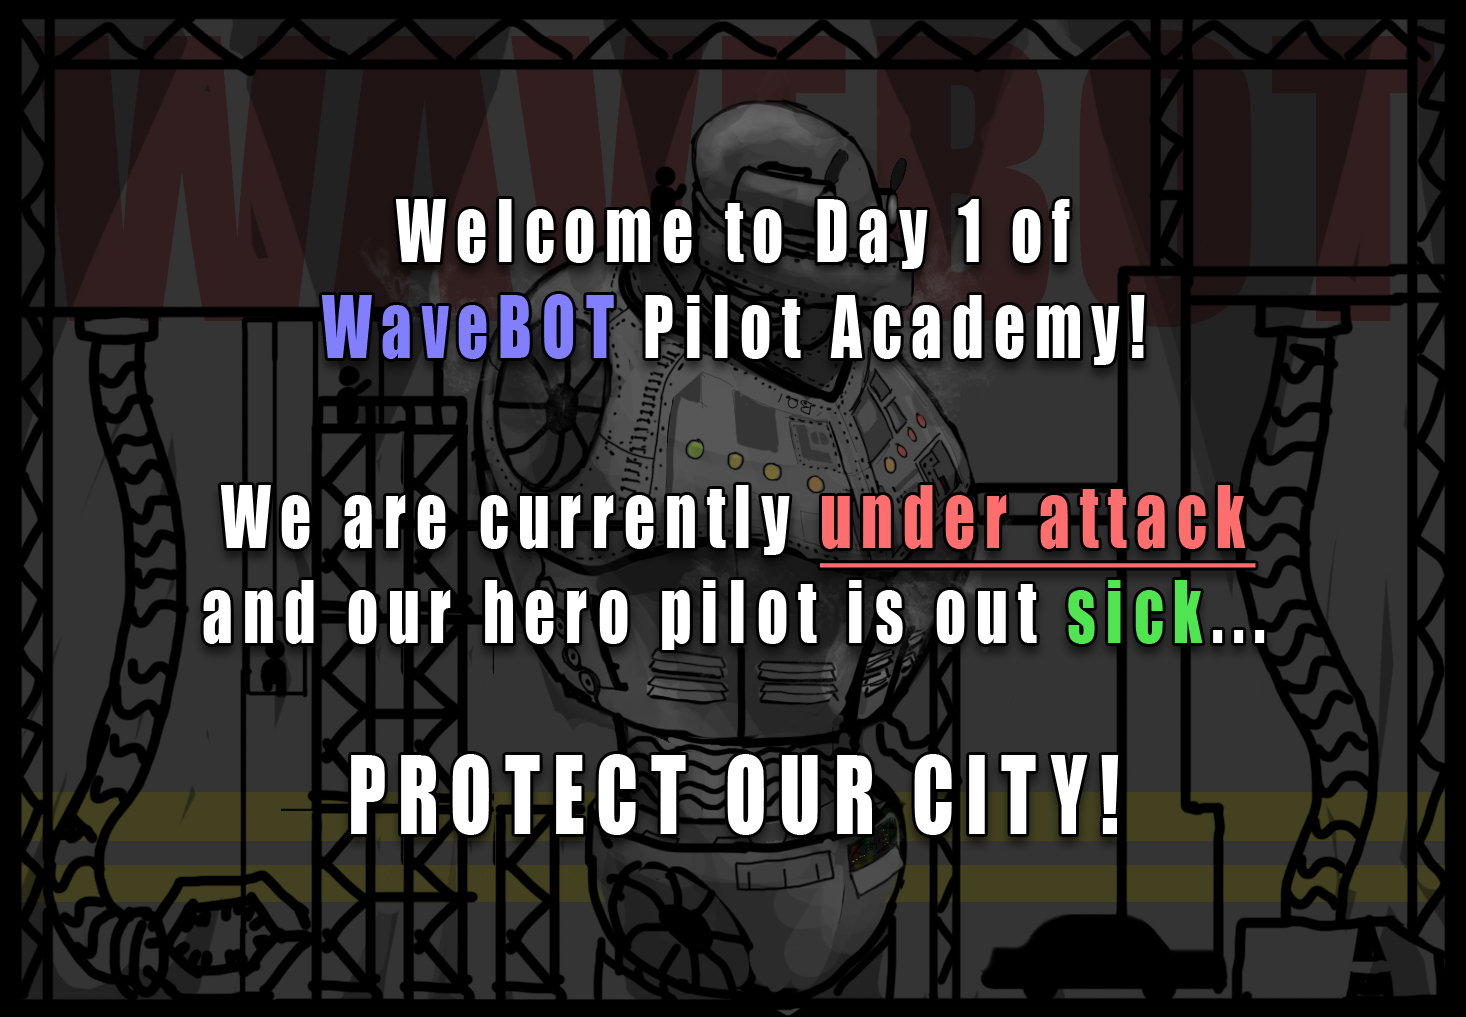 WAVEBOT
Welcome to Day 1 of
WaveBOT Pilot Academy!
We are currently under attack
and our hero pilot is out sick...
PROTECT OUR CITY!